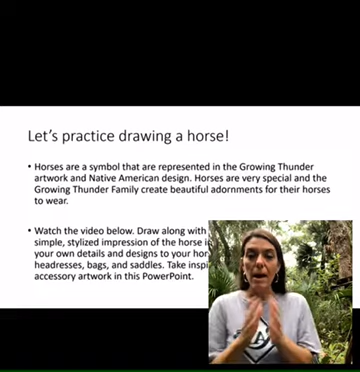 Let's practice drawing a horse!
• Horses are a symbol that are represented in the Growing Thunder
artwork and Native American design. Horses are very special and the
Growing Thunder Family create beautiful adornments for their horses
to wear.
• Watch the video below. Draw along with
simple, stylized impression of the horse
your own details and designs to your
headresses, bags, and saddles. Take
accessory artwork in this PowerPoint.